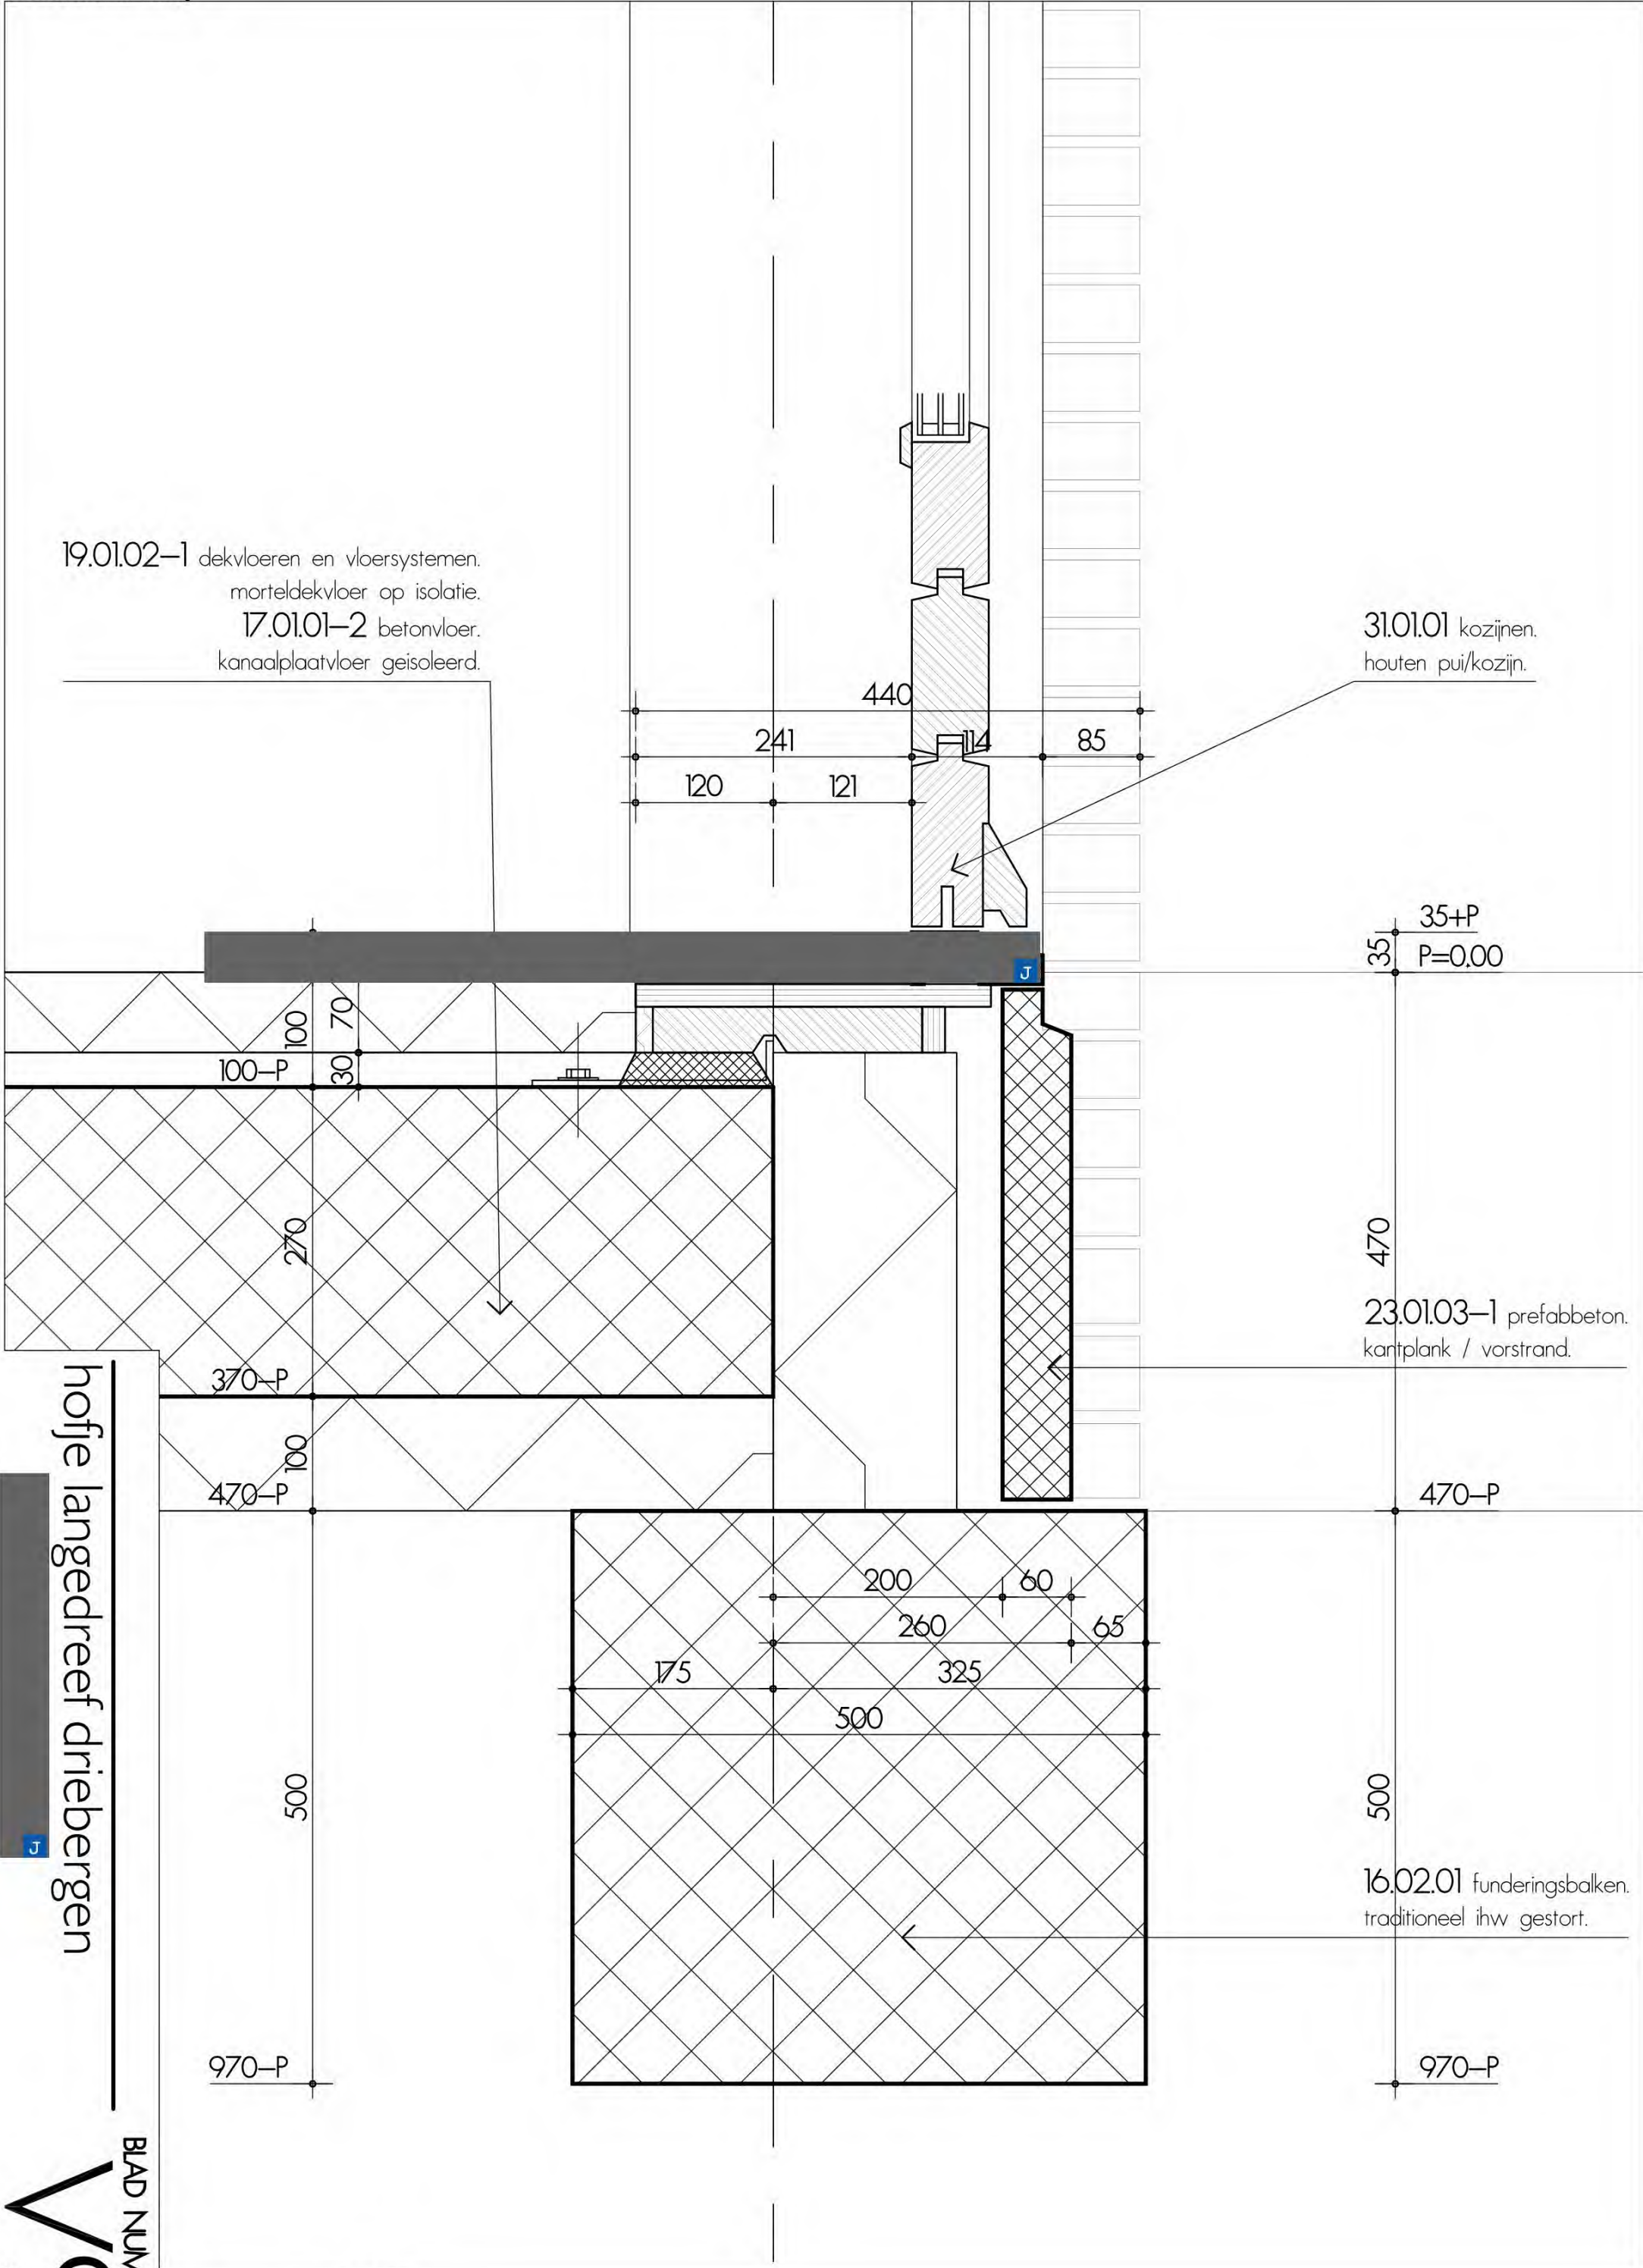 19.01.02–1 dekvloeren en vloersystemen.
morteldekvloer op isolatie.
17.01.01–2 betonvloer.
kanaalplaatvloer geisoleerd.
31.01.01 kozijnen.
houten pui/kozijn.
440
241
114
85
120
121
35+P
35
P=0.00
100
70
30
100–P
270
470
23.01.03–1 prefabbeton.
kantplank / vorstrand.
370–P
100
470–P
470–P
200
60
260
65
175
325
500
500
500
16.02.01 funderingsbalken.
traditioneel ihw gestort.
970–P
970–P
hofje langedreef driebergen
BLAD
J
J